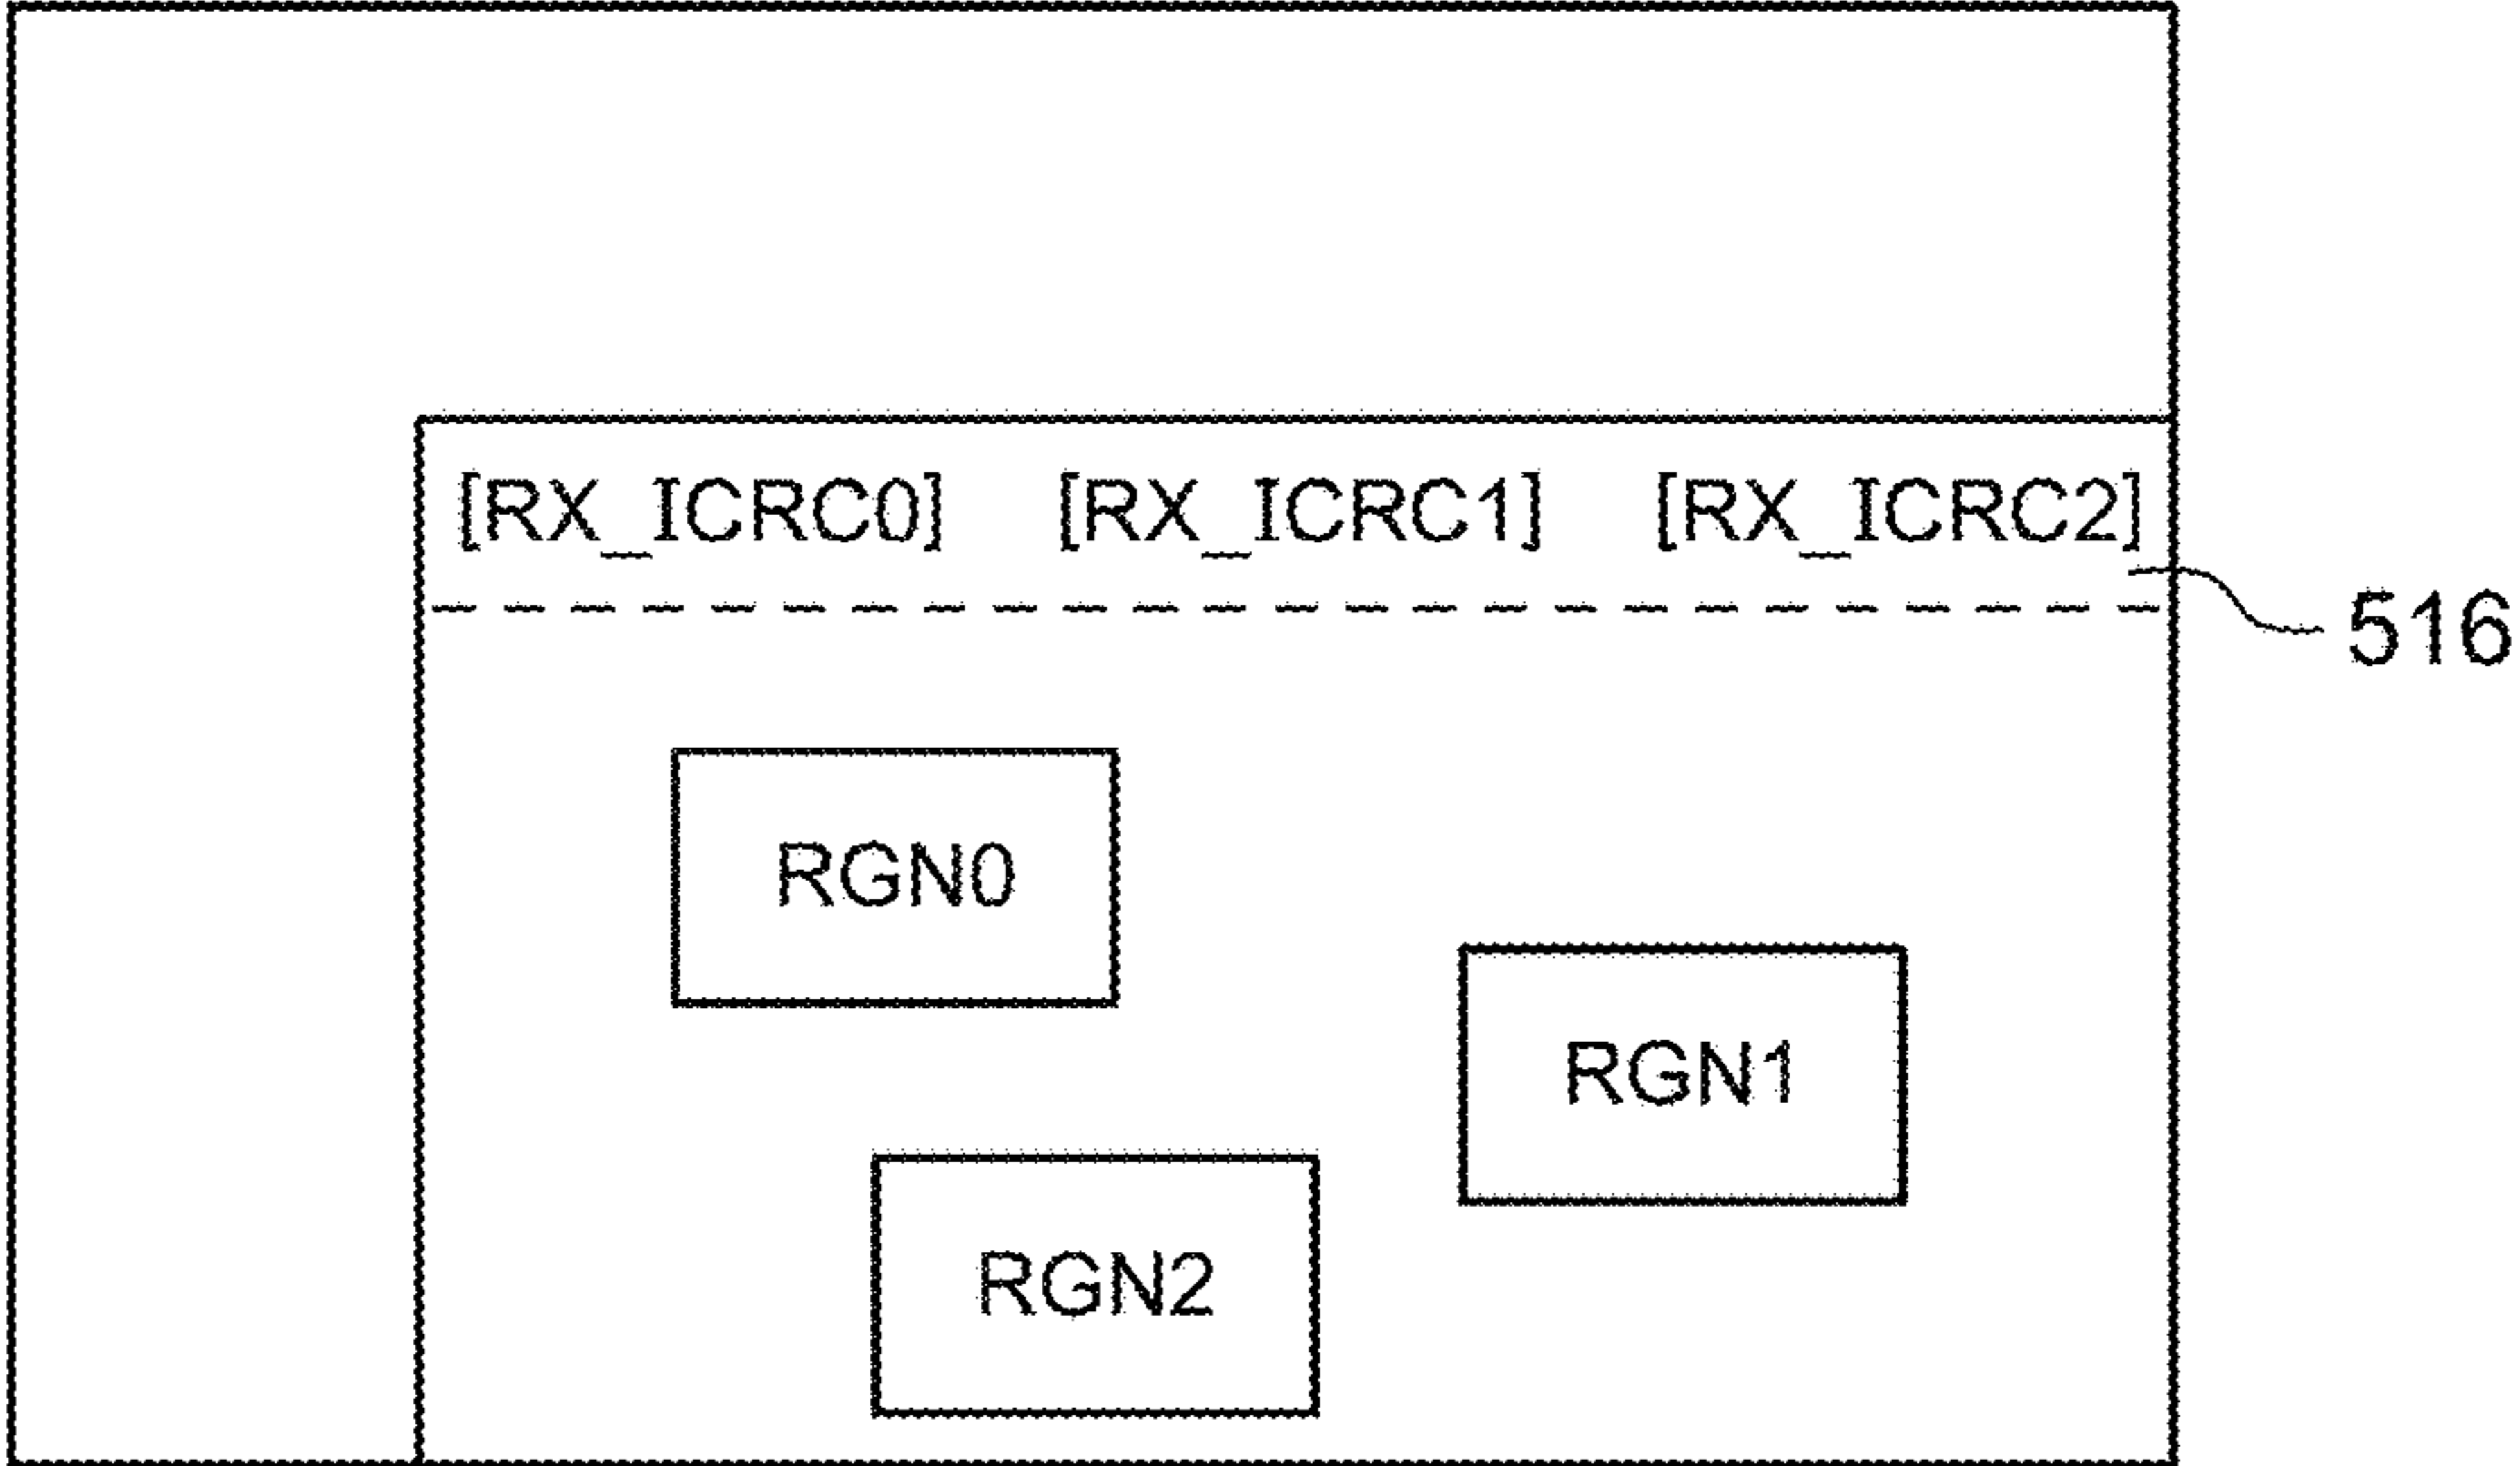 [RX_ICRC0] [RX_ICRC1] [RX_ICRC2]
516
RGN0
RGN1
RGN2